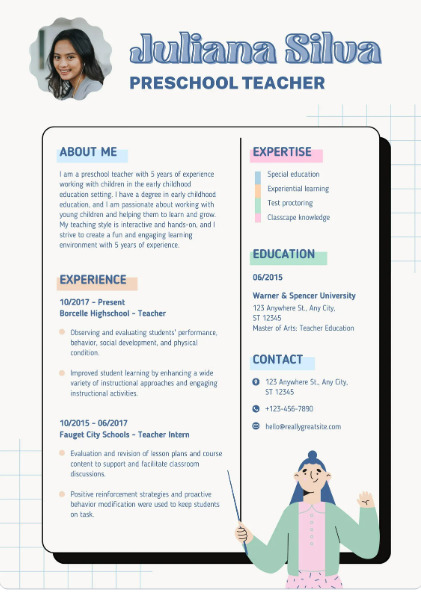 Juliana Silva
PRESCHOOL TEACHER
ABOUT ME
I am a preschool teacher with 5 years of experience
working with children in the early childhood
education setting. I have a degree in early childhood
education, and I am passionate about working with
young children and helping them to learn and grow.
My teaching style is interactive and hands-on, and I
strive to create a fun and engaging learning
environment with 5 years of experience.
EXPERIENCE
10/2017 - Present
Borcelle Highschool - Teacher
Observing and evaluating students' performance,
behavior, social development, and physical
condition.
Improved student learning by enhancing a wide
variety of instructional approaches and engaging
instructional activities.
10/2015 - 06/2017
Fauget City Schools - Teacher Intern
Evaluation and revision of lesson plans and course
content to support and facilitate classroom
discussions.
Positive reinforcement strategies and proactive
behavior modification were used to keep students
on task.
EXPERTISE
Special education
Experiential learning
Test proctoring
Classcape knowledge
EDUCATION
06/2015
Warner & Spencer University
123 Anywhere St., Any City,
ST 12345
Master of Arts: Teacher Education
CONTACT
123 Anywhere St., Any City,
ST 12345
+123-456-7890
hello@reallygreatsite.com